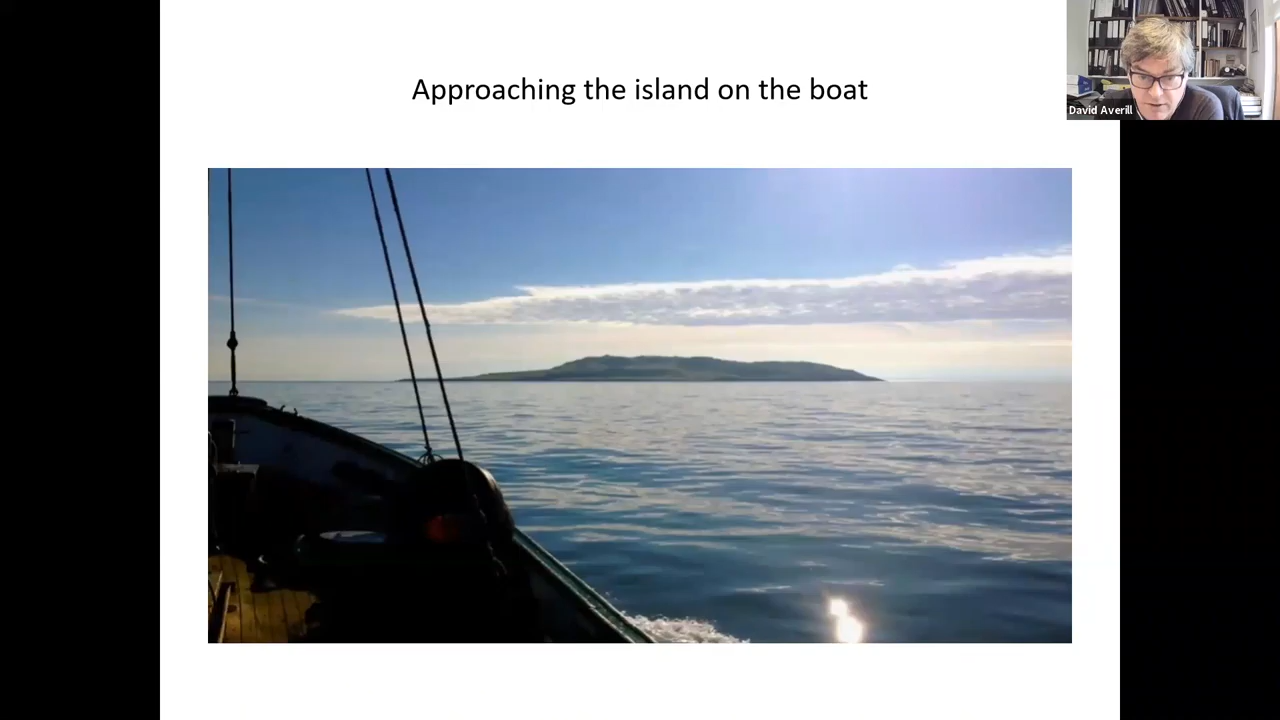 Approaching the island on the boat
David Averill